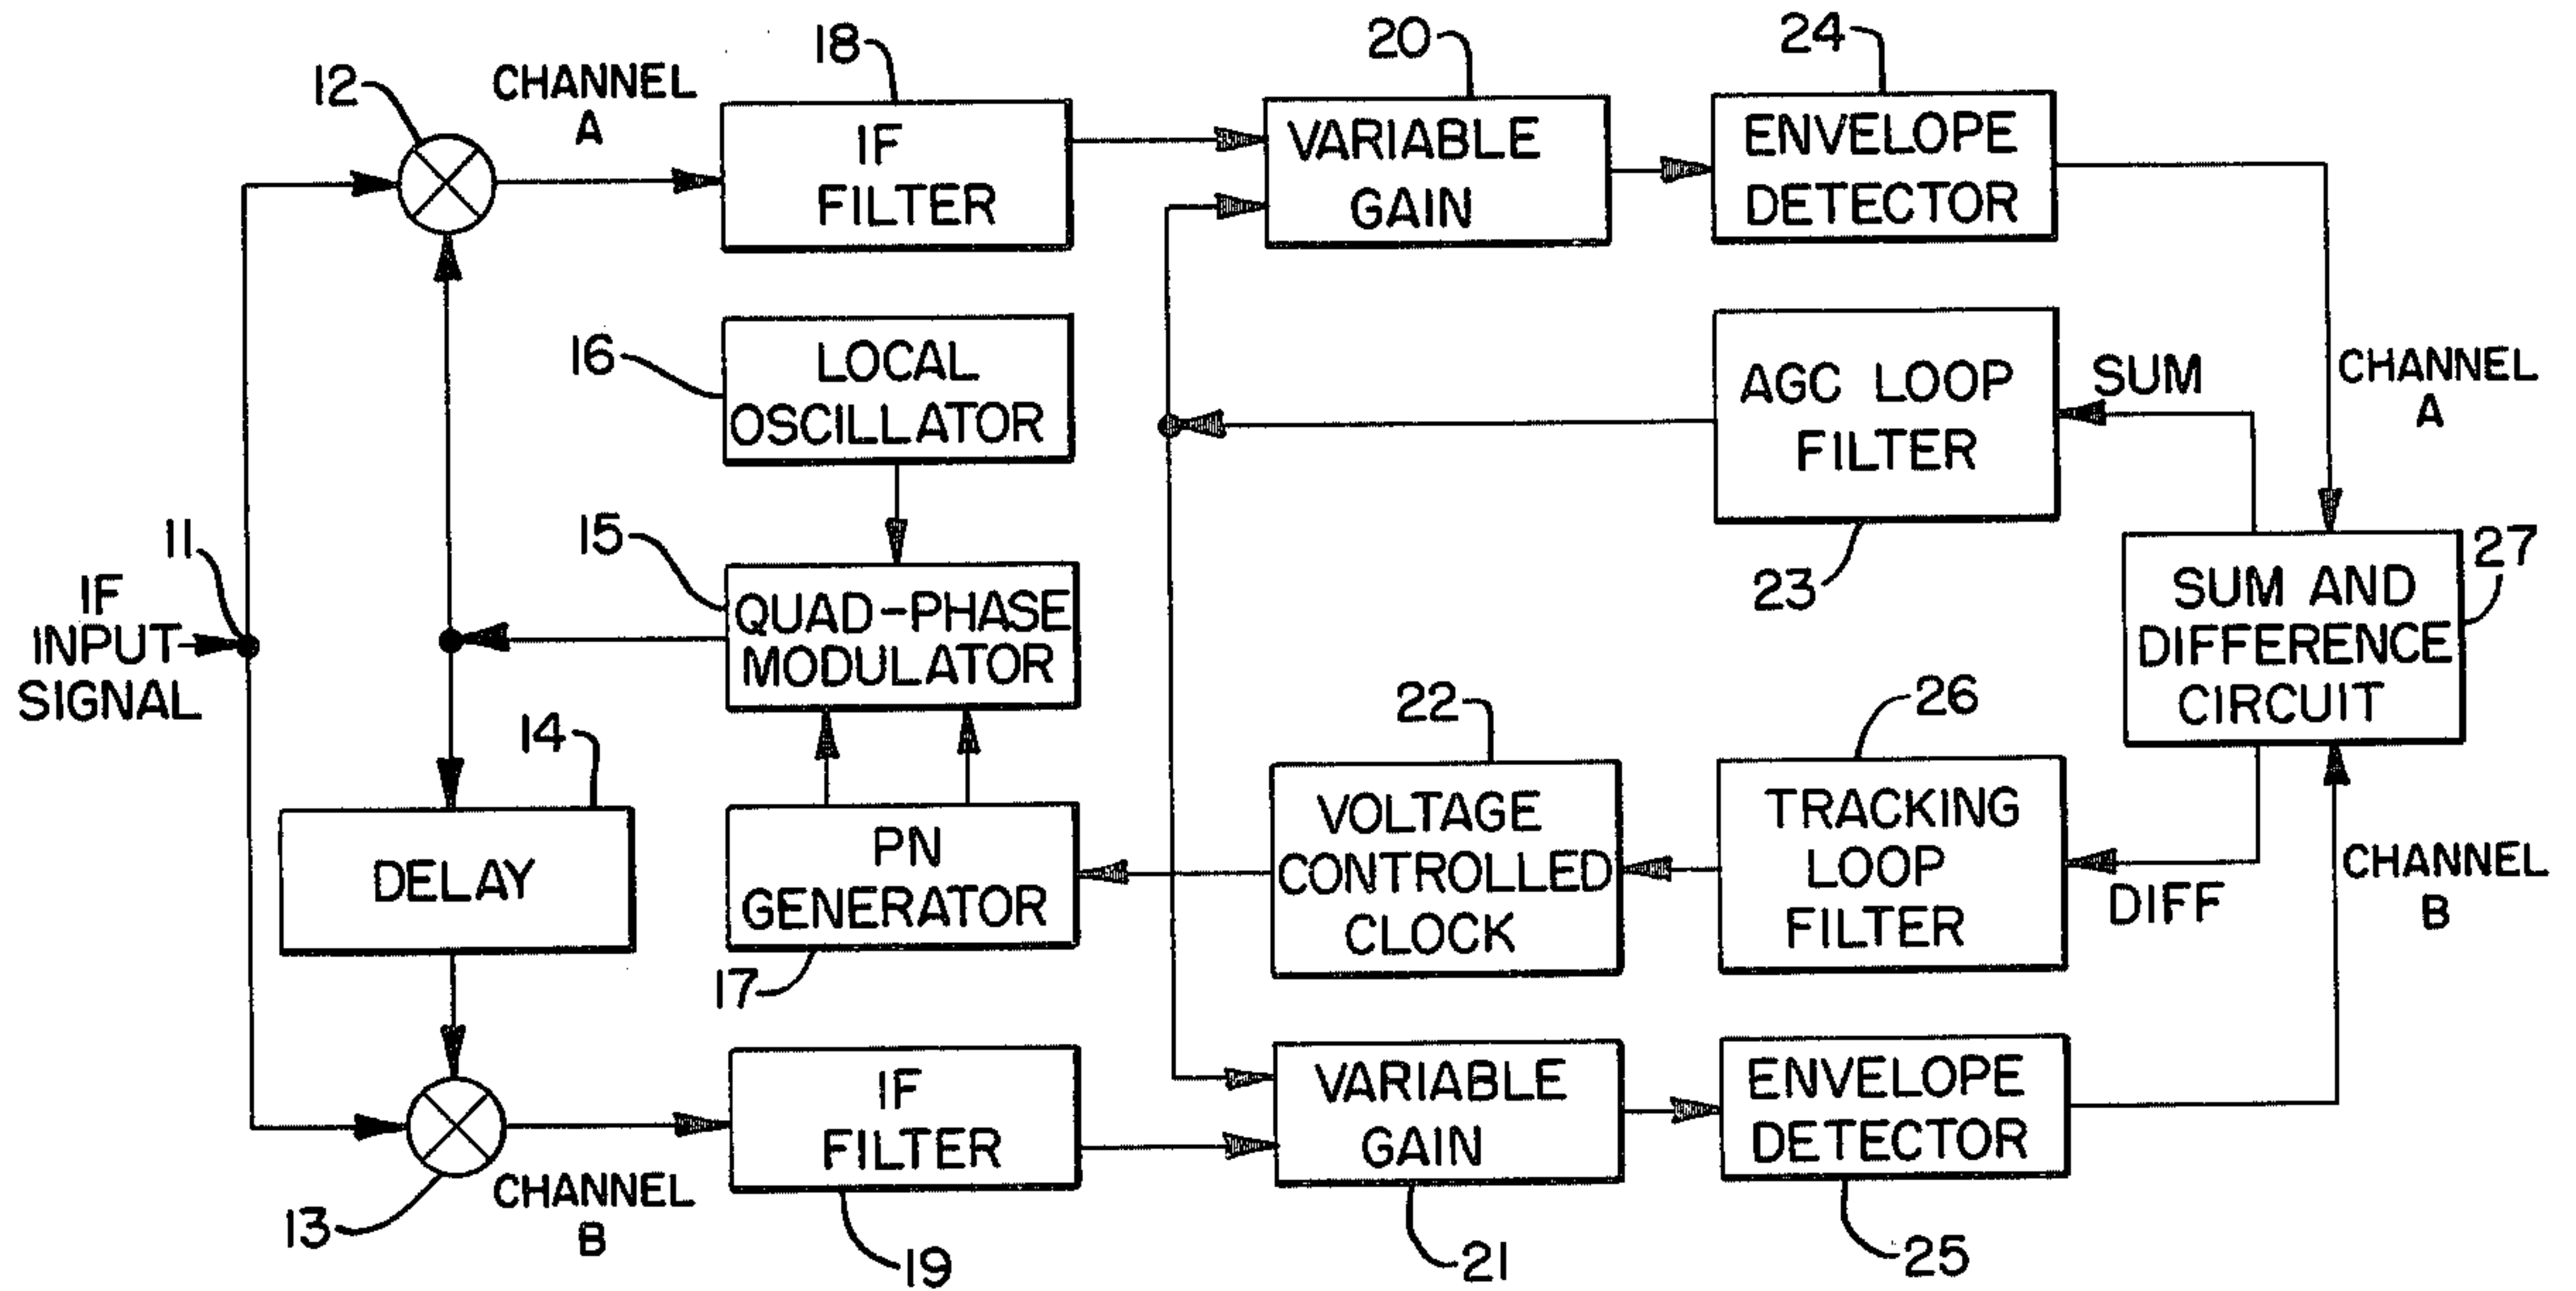 12
CHANNEL
A
18
IF
FILTER
20
VARIABLE
GAIN
24
ENVELOPE
DETECTOR
16
LOCAL
OSCILLATOR
AGC LOOP
FILTER
23
SUM
CHANNEL
A
11
IF
INPUT
SIGNAL
15
QUAD-PHASE
MODULATOR
27
SUM AND
DIFFERENCE
CIRCUIT
14
DELAY
PN
GENERATOR
17
22
VOLTAGE
CONTROLLED
CLOCK
26
TRACKING
LOOP
FILTER
DIFF
CHANNEL
B
13
CHANNEL
B
IF
FILTER
19
VARIABLE
GAIN
21
ENVELOPE
DETECTOR
25